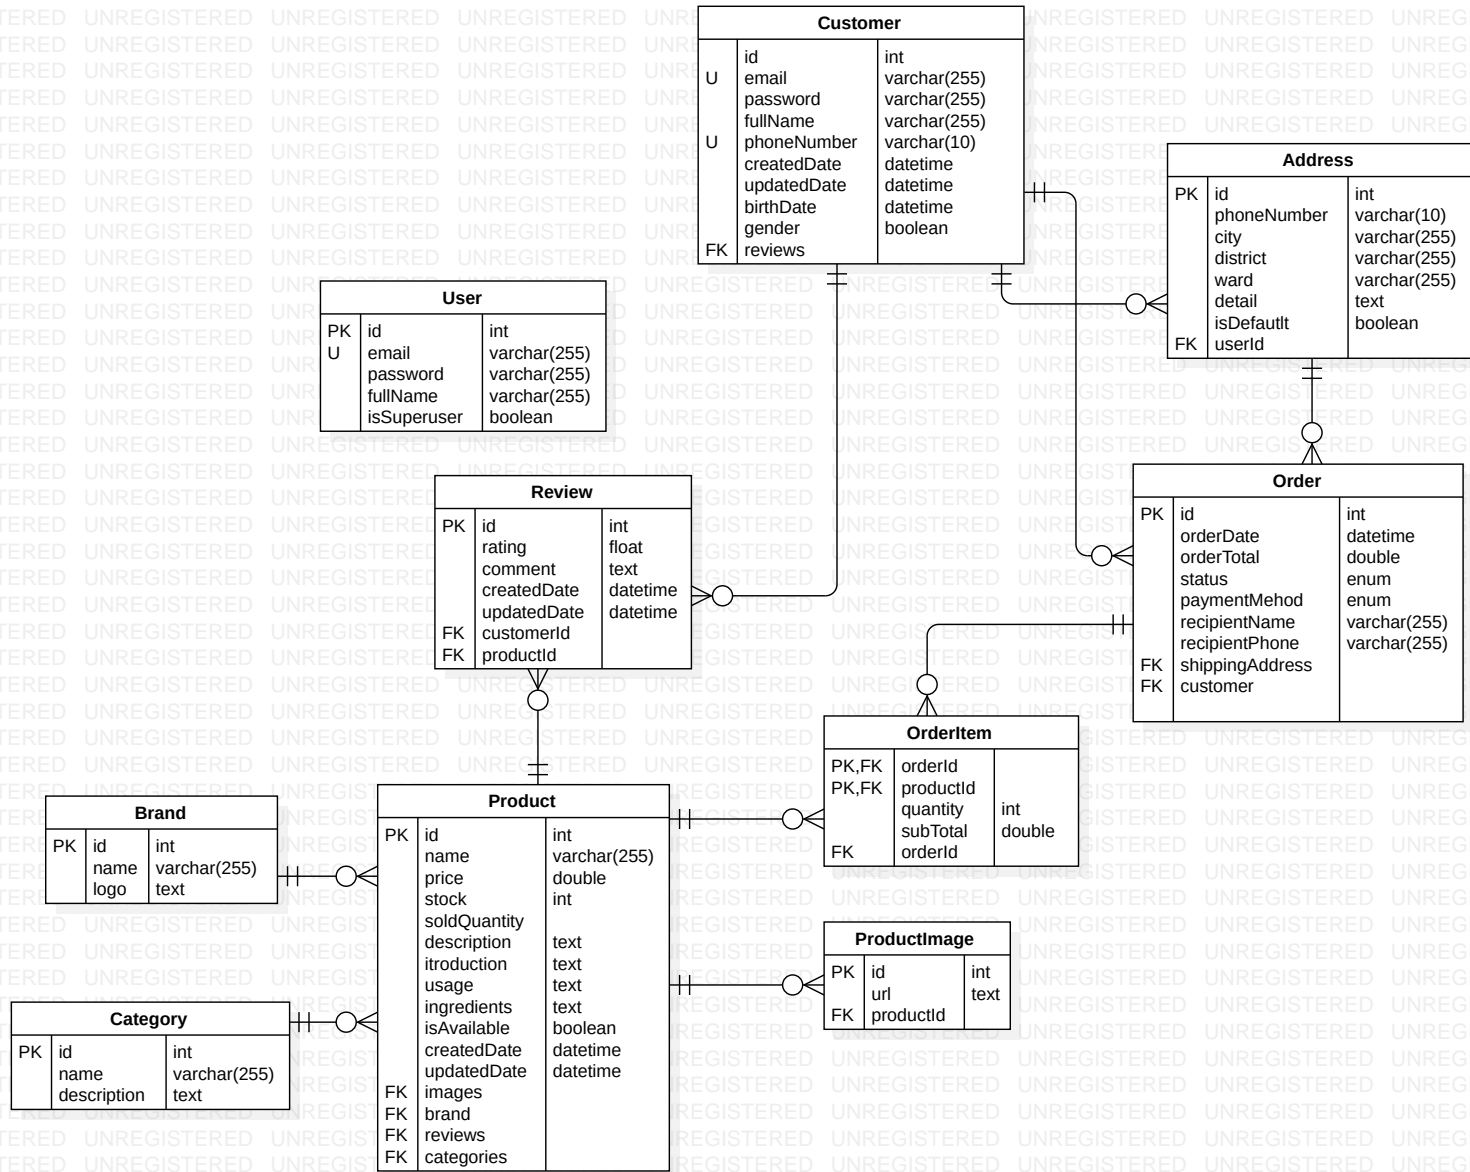 Customer
id int
U email varchar(255)
password varchar(255)
fullName varchar(255)
U phoneNumber varchar(10)
createdDate datetime
updatedDate datetime
birthDate datetime
gender boolean
FK reviews
Address
PK id int
phoneNumber varchar(10)
city varchar(255)
district varchar(255)
ward varchar(255)
detail text
isDefautlt boolean
FK userId
User
PK id int
U email varchar(255)
password varchar(255)
fullName varchar(255)
isSuperuser boolean
Review
PK id int
rating float
comment text
createdDate datetime
updatedDate datetime
FK customerId
FK productId
Order
PK id int
orderDate datetime
orderTotal double
status enum
paymentMehod enum
recipientName varchar(255)
recipientPhone varchar(255)
FK shippingAddress
FK customer
OrderItem
PK,FK orderId
PK,FK productId
quantity int
subTotal double
FK orderId
Brand
PK id int
name varchar(255)
logo text
Product
PK id int
name varchar(255)
price double
stock int
soldQuantity
description text
itroduction text
usage text
ingredients text
isAvailable boolean
createdDate datetime
updatedDate datetime
FK images
FK brand
FK reviews
FK categories
ProductImage
PK id int
url text
FK productId
Category
PK id int
name varchar(255)
description text
UNREGISTERED